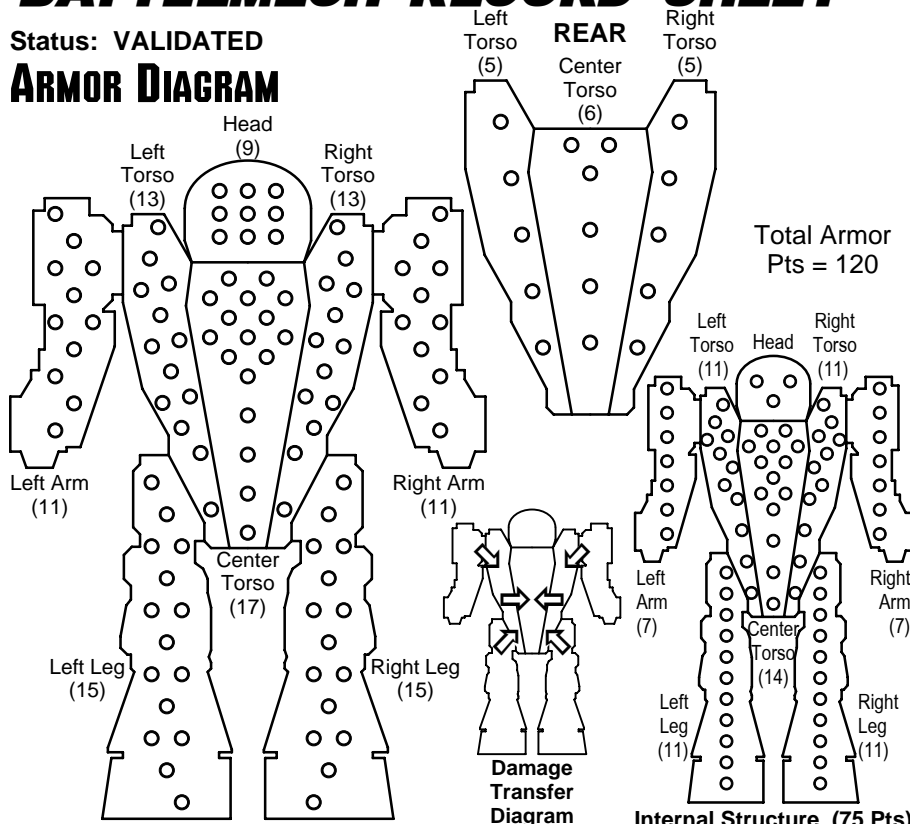 BATTLEMECH RECORD SHEET
Status: VALIDATED
ARMOR DIAGRAM
Left
Torso
(5)
REAR
Center
Torso
(6)
Right
Torso
(5)
Head
(9)
Left
Torso
(13)
Right
Torso
(13)
Total Armor
Pts = 120
Left Arm
(11)
Right Arm
(11)
Center
Torso
(17)
Left Leg
(15)
Right Leg
(15)
Damage
Transfer
Diagram
Left
Torso
(11)
Head
Right
Torso
(11)
Left
Arm
(7)
Right
Arm
(7)
Center
Torso
(14)
Left
Leg
(11)
Right
Leg
(11)
Internal Structure (75 Pts)